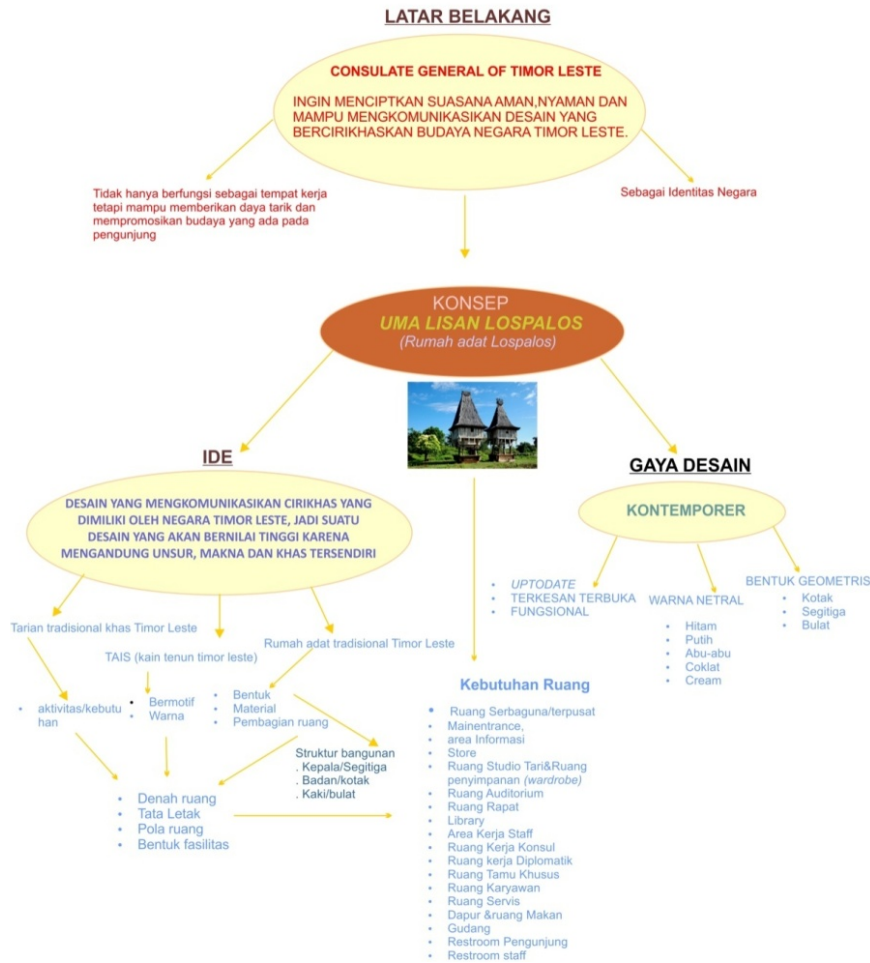 LATAR BELAKANG
CONSULATE GENERAL OF TIMOR LESTE
INGIN MENCIPTKAN SUASANA AMAN,NYAMAN DAN
MAMPU MENGKOMUNIKASIKAN DESAIN YANG
BERCIRIKHASKAN BUDAYA NEGARA TIMOR LESTE.
Tidak hanya berfungsi sebagai tempat kerja
tetapi mampu memberikan daya tarik dan
mempromosikan budaya yang ada pada
pengunjung
Sebagai Identitas Negara
KONSEP
UMA LISAN LOSPALOS
(Rumah adat Lospalos)
IDE
DESAIN YANG MENGKOMUNIKASIKAN CIRIKHAS YANG
DIMILIKI OLEH NEGARA TIMOR LESTE, JADI SUATU
DESAIN YANG AKAN BERNILAI TINGGI KARENA
MENGANDUNG UNSUR, MAKNA DAN KHAS TERSENDIRI
Tarian tradisional khas Timor Leste
TAIS (kain tenun timor leste)
Rumah adat tradisional Timor Leste
• aktivitas/kebutu
han
• Bermotif
• Warna
• Bentuk
• Material
• Pembagian ruang
Struktur bangunan
. Kepala/Segitiga
. Badan/kotak
. Kaki/bulat
• Denah ruang
• Tata Letak
• Pola ruang
• Bentuk fasilitas
GAYA DESAIN
KONTEMPORER
• UPTODATE
• TERKESAN TERBUKA
• FUNGSIONAL
WARNA NETRAL
• Hitam
• Putih
• Abu-abu
• Coklat
• Cream
BENTUK GEOMETRIS
• Kotak
• Segitiga
• Bulat
Kebutuhan Ruang
• Ruang Serbaguna/terpusat
• Mainentrance,
• area Informasi
• Store
• Ruang Studio Tari&Ruang
penyimpanan (wardrobe)
• Ruang Auditorium
• Ruang Rapat
• Library
• Area Kerja Staff
• Ruang Kerja Konsul
• Ruang kerja Diplomatik
• Ruang Tamu Khusus
• Ruang Karyawan
• Ruang Servis
• Dapur &ruang Makan
• Gudang
• Restroom Pengunjung
• Restroom staff